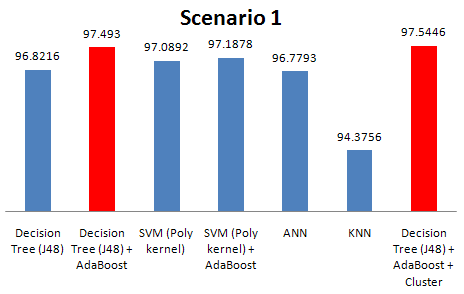 Scenario 1
96.8216
97.493
97.0892
97.1878
96.7793
94.3756
97.5446
Decision
Tree (J48)
Decision
Tree (J48) +
AdaBoost
SVM (Poly
kernel)
SVM (Poly
kernel) +
AdaBoost
ANN
KNN
Decision
Tree (J48) +
AdaBoost +
Cluster